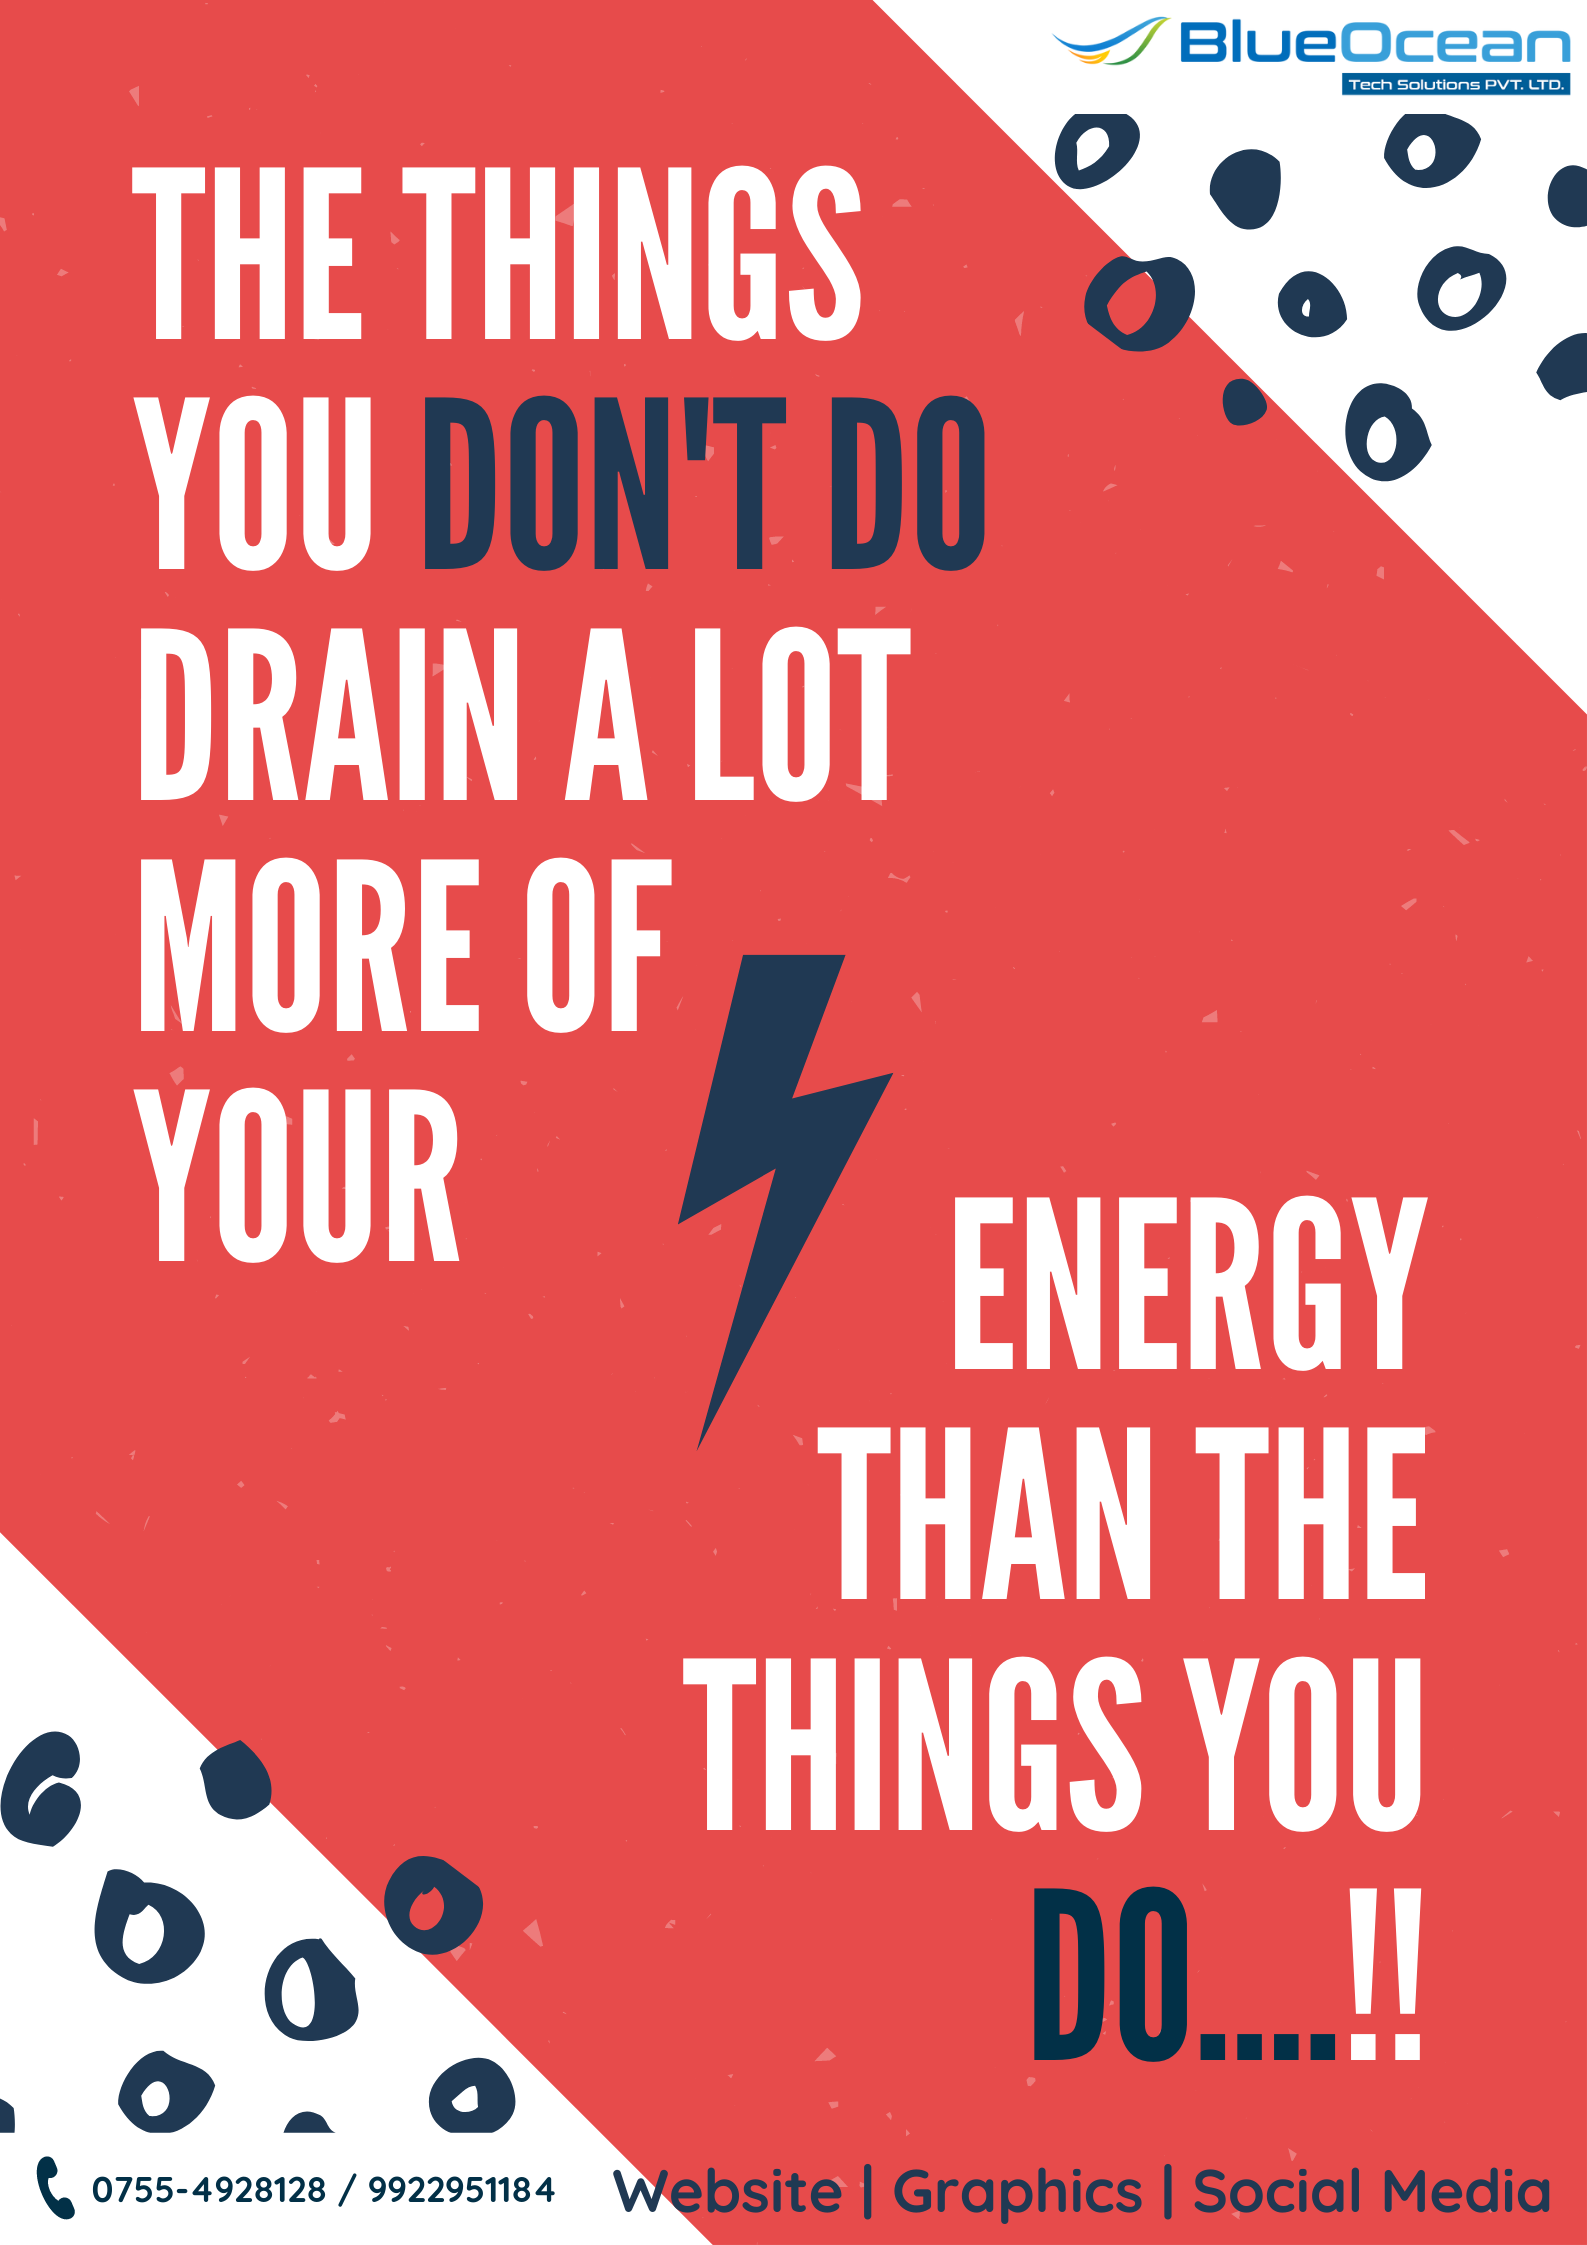 BlueOcean
Tech Solutions PVT. LTD.
THE THINGS
YOU DON'T DO
DRAIN A LOT
MORE OF
YOUR
ENERGY
THAN THE
THINGS YOU
DO....!!
0755-4928128 / 9922951184
Website | Graphics | Social Media